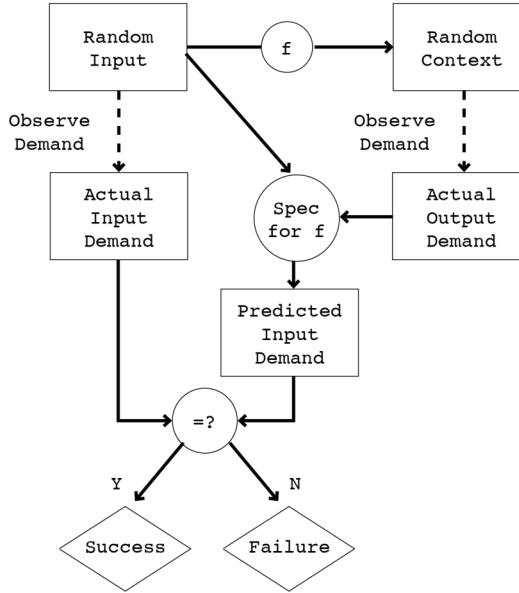 Random
Input
f
Random
Context
Observe
Demand
Observe
Demand
Actual
Input
Demand
Spec
for f
Actual
Output
Demand
Predicted
Input
Demand
=?
Y
N
Success
Failure